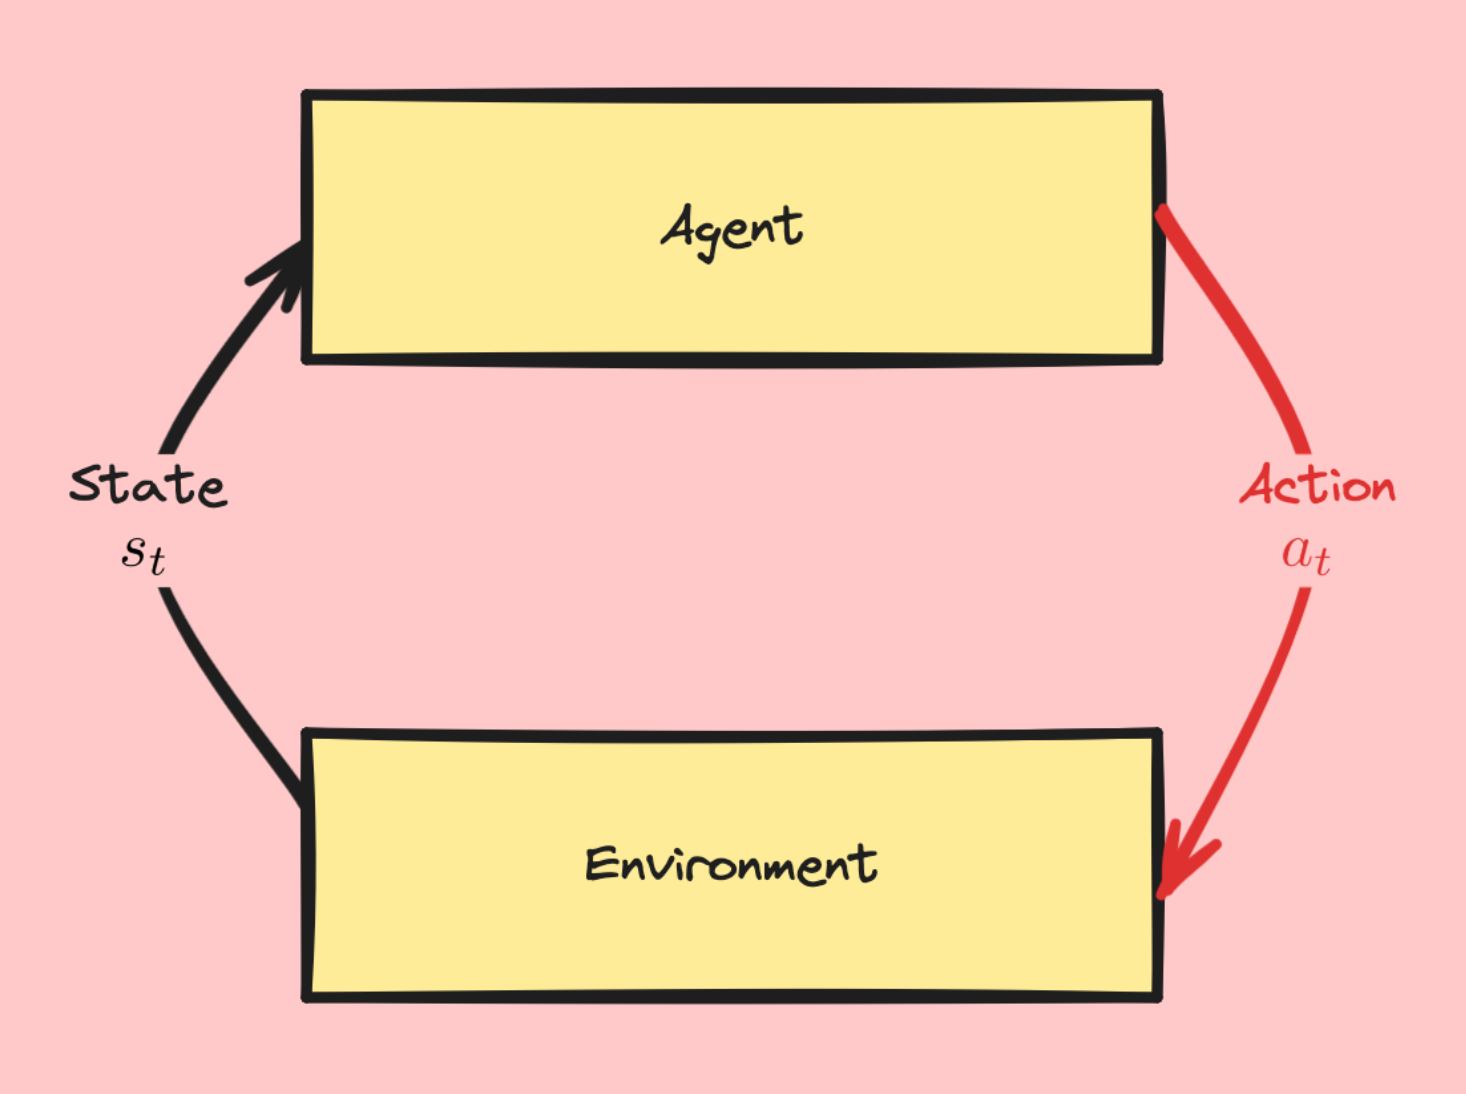 Agent
State
s_t
Action
a_t
Environment